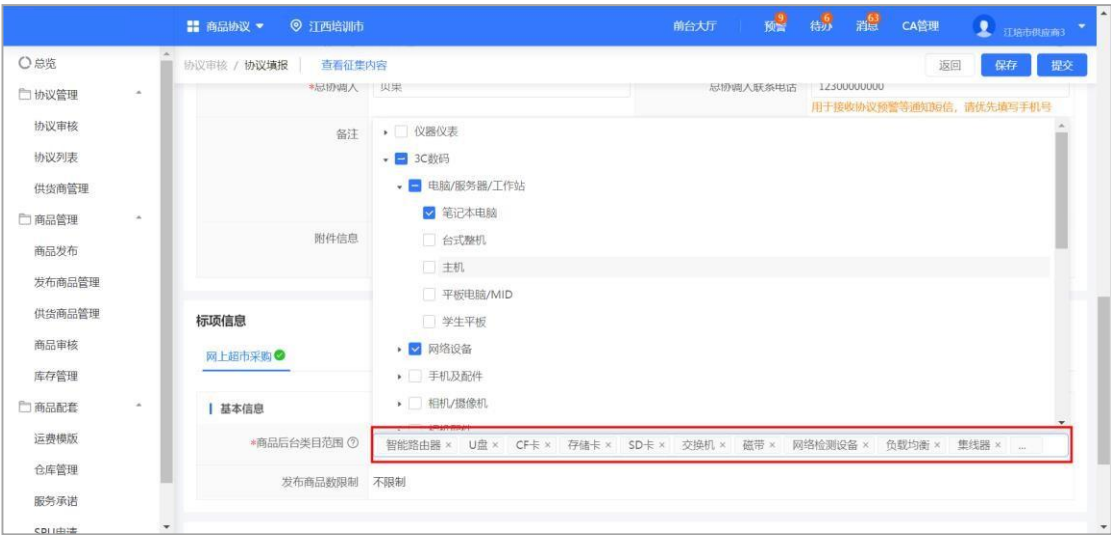 商品协议 江西培训市 前台大厅 预警 9 待办 6 消息 63 CA管理 江培市供应商3
总览
协议管理
协议审核
协议列表
供货商管理
商品管理
商品发布
发布商品管理
供货商品管理
商品审核
库存管理
商品配套
运费模版
仓库管理
服务承诺
SPU申请
协议审核 / 协议填报 查看征集内容 返回 保存 提交
*总协调人 贝果 总协调人联系电话 12300000000
用于接收协议预警等通知短信，请优先填写手机号
备注
仪器仪表
3C数码
电脑/服务器/工作站
笔记本电脑
台式整机
主机
平板电脑/MID
学生平板
网络设备
手机及配件
相机/摄像机
附件信息
标项信息
网上超市采购
基本信息
*商品后台类目范围 智能路由器 × U盘 × CF卡 × 存储卡 × SD卡 × 交换机 × 磁带 × 网络检测设备 × 负载均衡 × 集线器 × ...
发布商品数限制 不限制